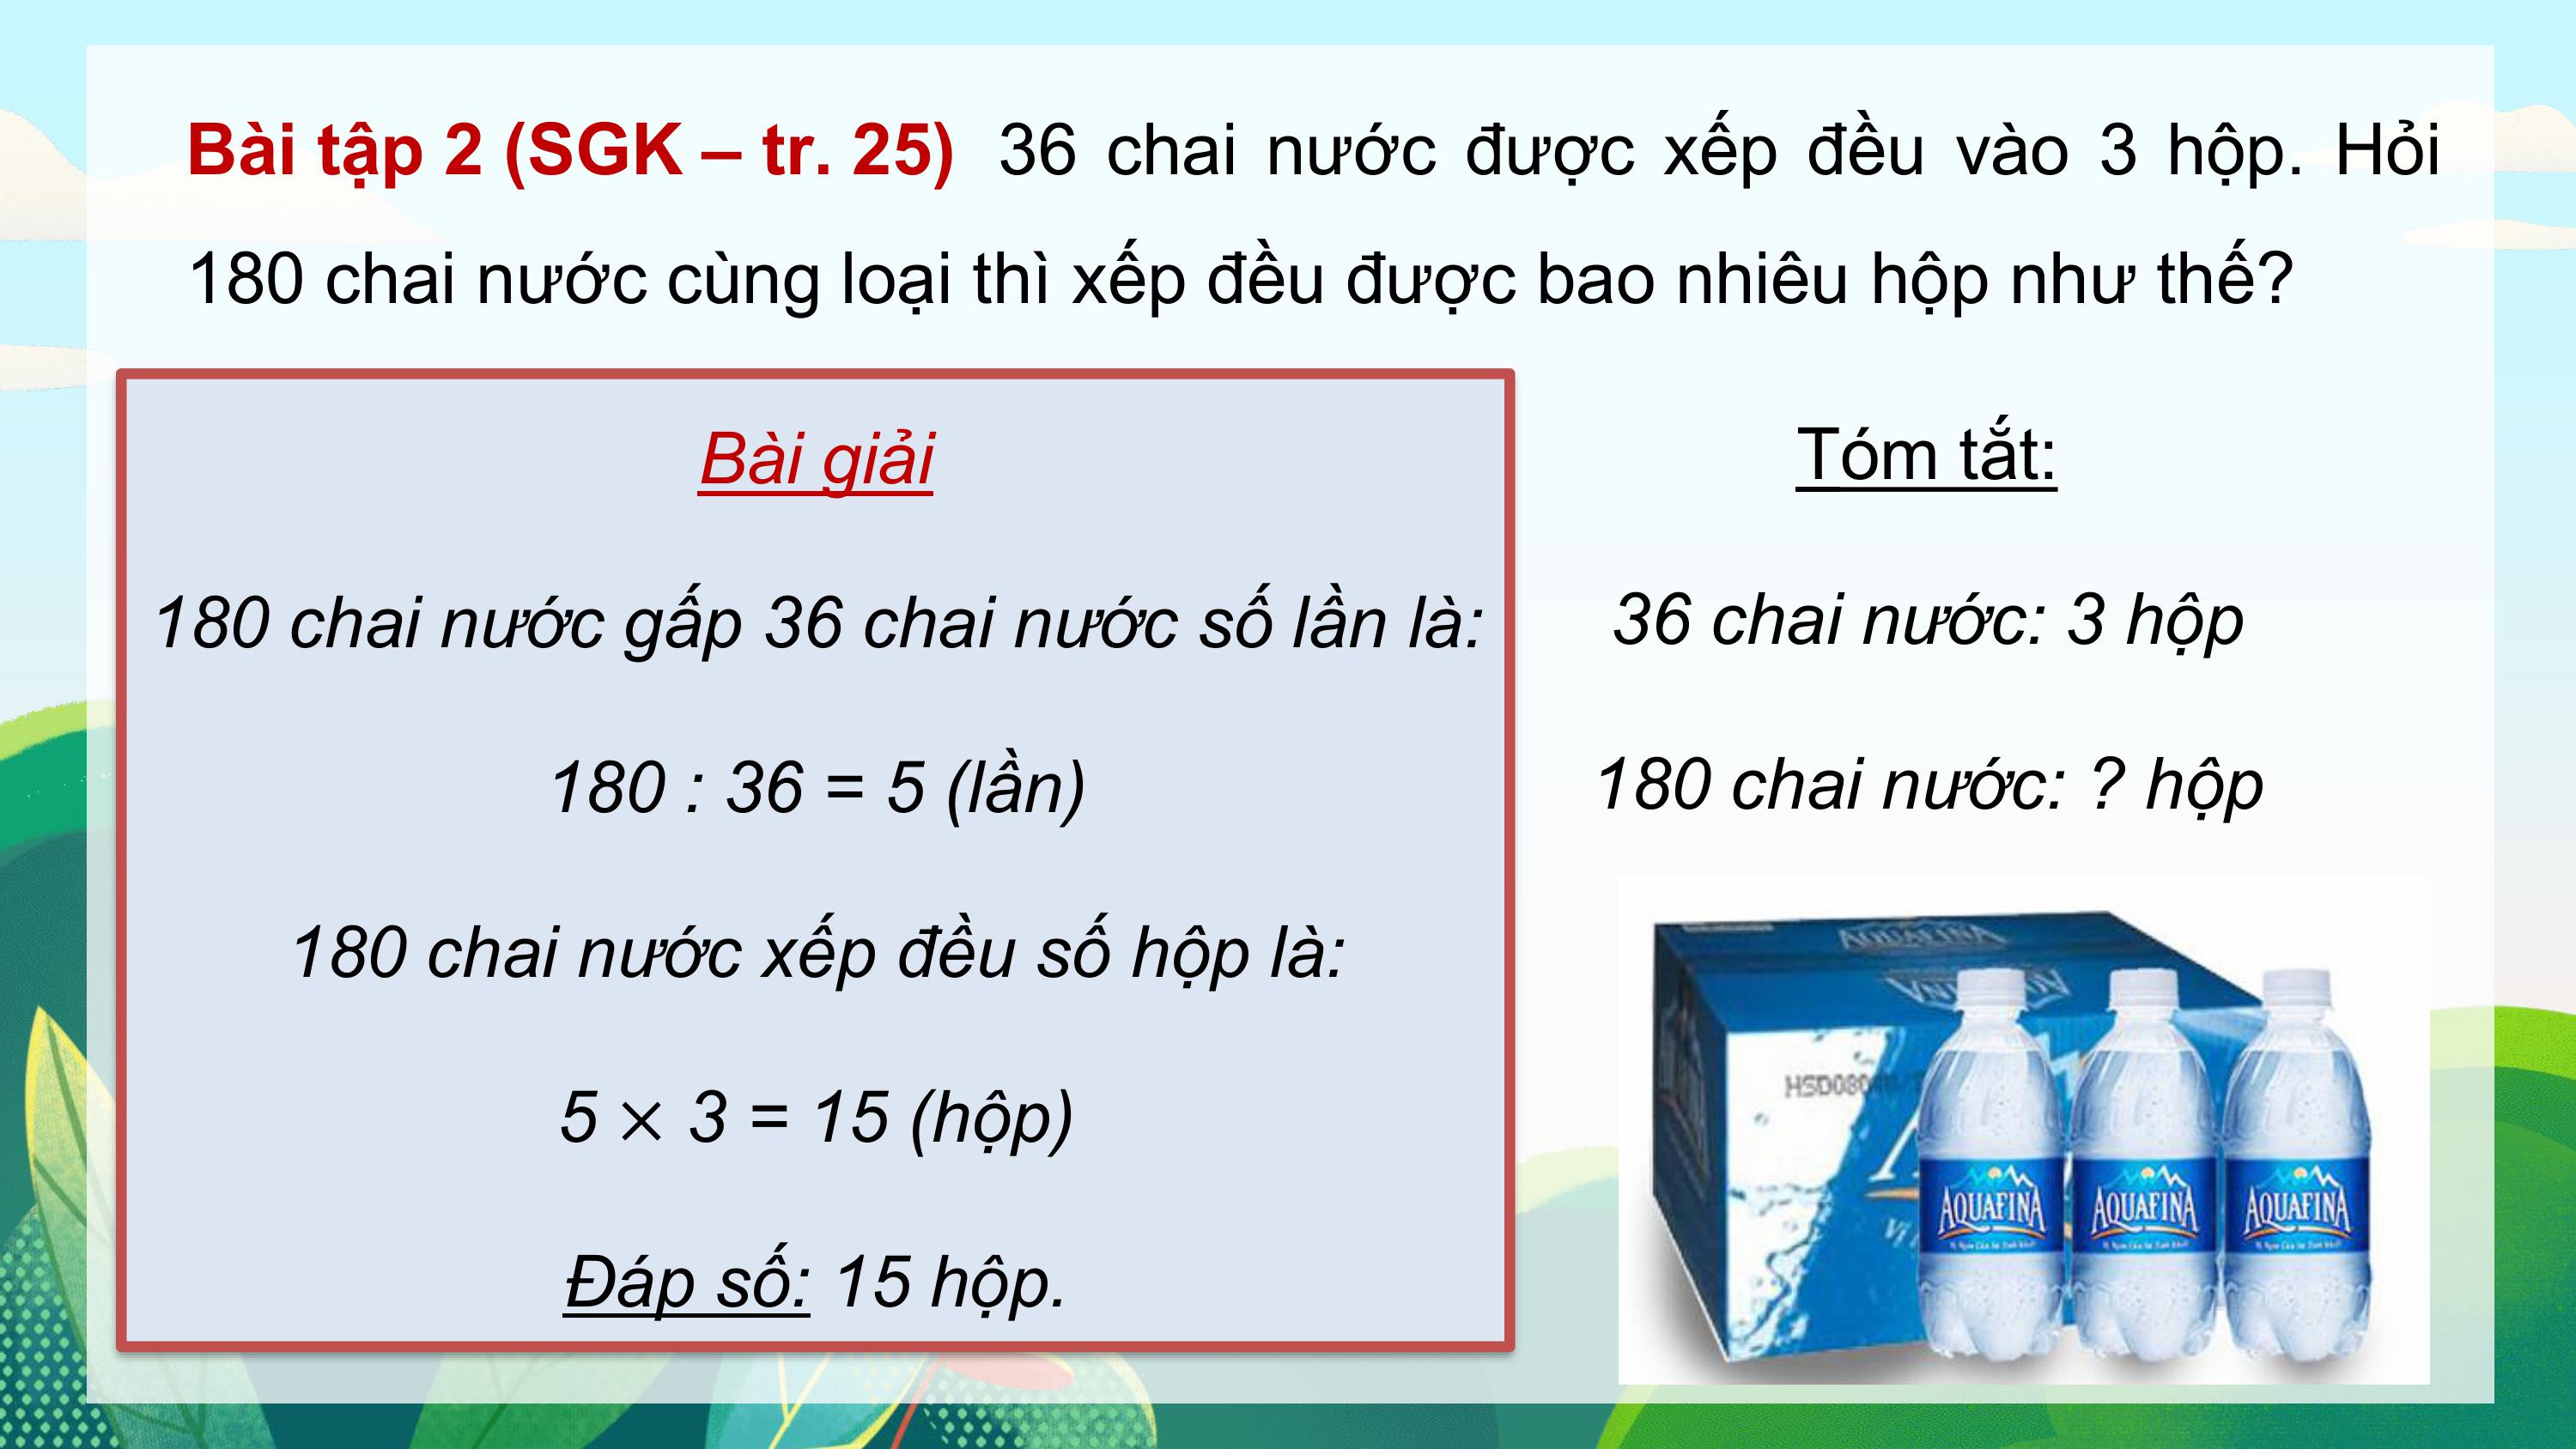 Bài tập 2 (SGK – tr. 25) 36 chai nước được xếp đều vào 3 hộp. Hỏi
180 chai nước cùng loại thì xếp đều được bao nhiêu hộp như thế?
Bài giải
180 chai nước gấp 36 chai nước số lần là:
180 : 36 = 5 (lần)
180 chai nước xếp đều số hộp là:
5 × 3 = 15 (hộp)
Đáp số: 15 hộp.
Tóm tắt:
36 chai nước: 3 hộp
180 chai nước: ? hộp
AQUAFINA
AQUAFINA AQUAFINA AQUAFINA